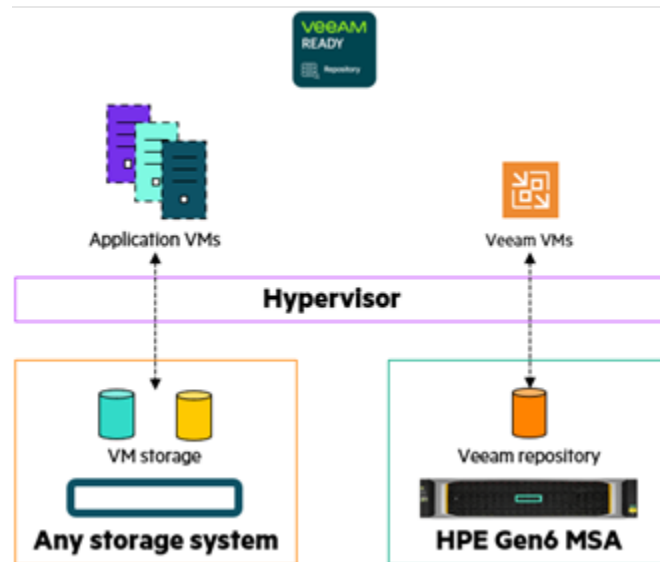 veeAM
READY
Repository
Application VMs
Veeam VMs
Hypervisor
VM storage
Veeam repository
Any storage system
HPE Gen6 MSA